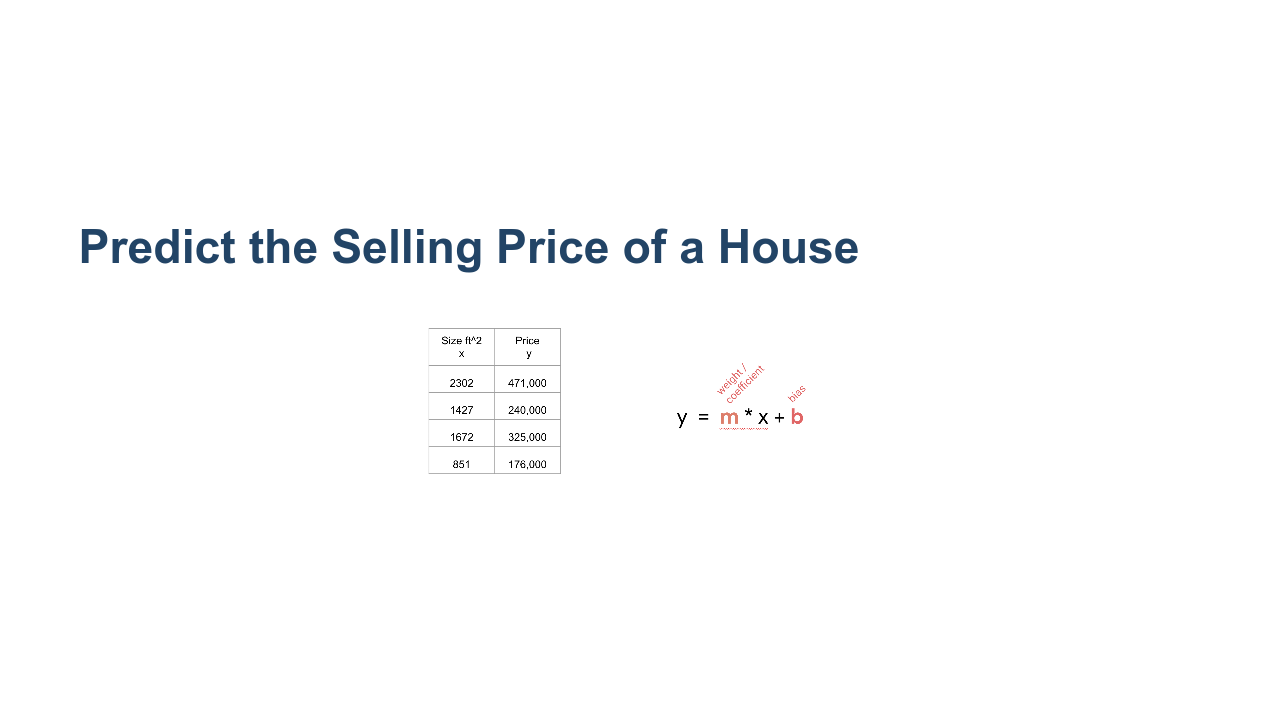 Predict the Selling Price of a House
Size ft^2 Price
x y
2302 471,000
1427 240,000
1672 325,000
851 176,000
weight /
coefficient
bias
y = m * x + b